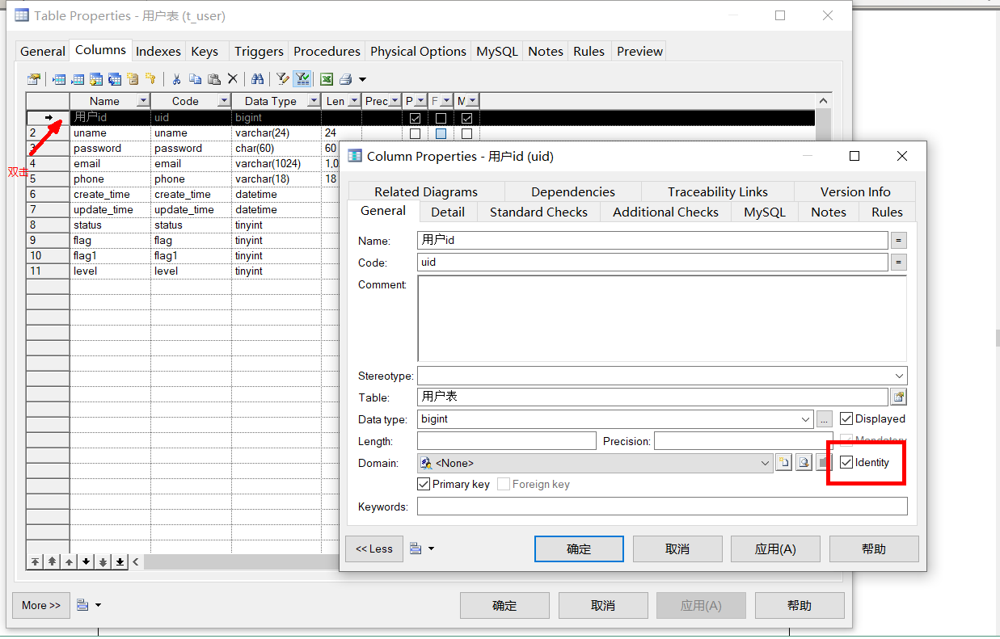 Table Properties - 用户表 (t_user)
General Columns Indexes Keys Triggers Procedures Physical Options MySQL Notes Rules Preview
Name Code Data Type Len Prec P F M
用户id uid bigint
2 uname uname varchar(24) 24
3 password password char(60) 60
4 email email varchar(1024) 1,0
双击
5 phone phone varchar(18) 18
6 create_time create_time datetime
7 update_time update_time datetime
8 status status tinyint
9 flag flag tinyint
10 flag1 flag1 tinyint
11 level level tinyint
More >> 确定 取消 应用(A) 帮助
Column Properties - 用户id (uid)
Related Diagrams Dependencies Traceability Links Version Info
General Detail Standard Checks Additional Checks MySQL Notes Rules
Name: 用户id =
Code: uid =
Comment:
Stereotype:
Table: 用户表
Data type: bigint ... Displayed
Length: Precision: Mandatory
Domain: <None> Identity
Primary key Foreign key
Keywords:
<< Less 确定 取消 应用(A) 帮助